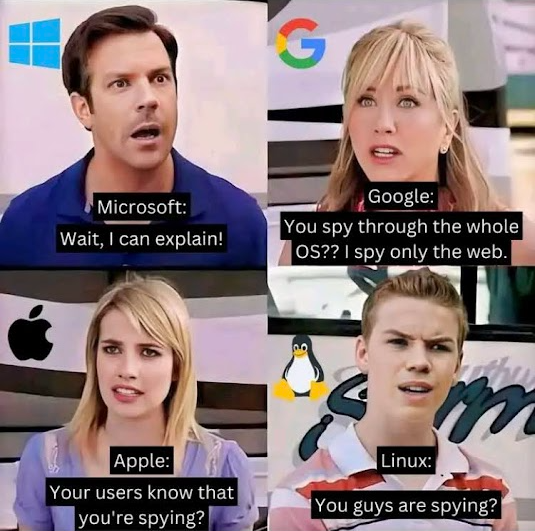 Microsoft:
Wait, I can explain!
Google:
You spy through the whole
OS?? I spy only the web.
Apple:
Your users know that
you're spying?
Linux:
You guys are spying?